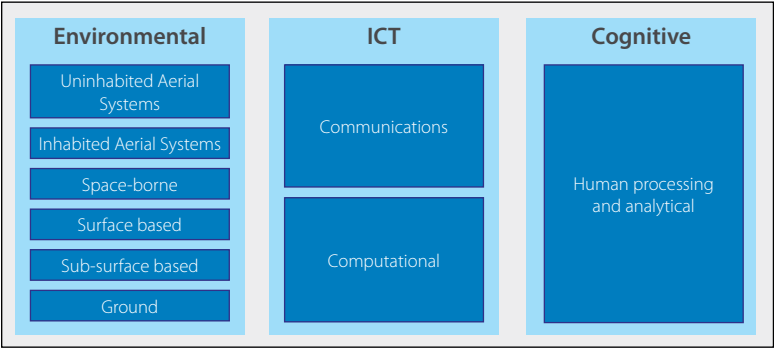 Environmental
Uninhabited Aerial
Systems
Inhabited Aerial Systems
Space-borne
Surface based
Sub-surface based
Ground
ICT
Communications
Computational
Cognitive
Human processing
and analytical